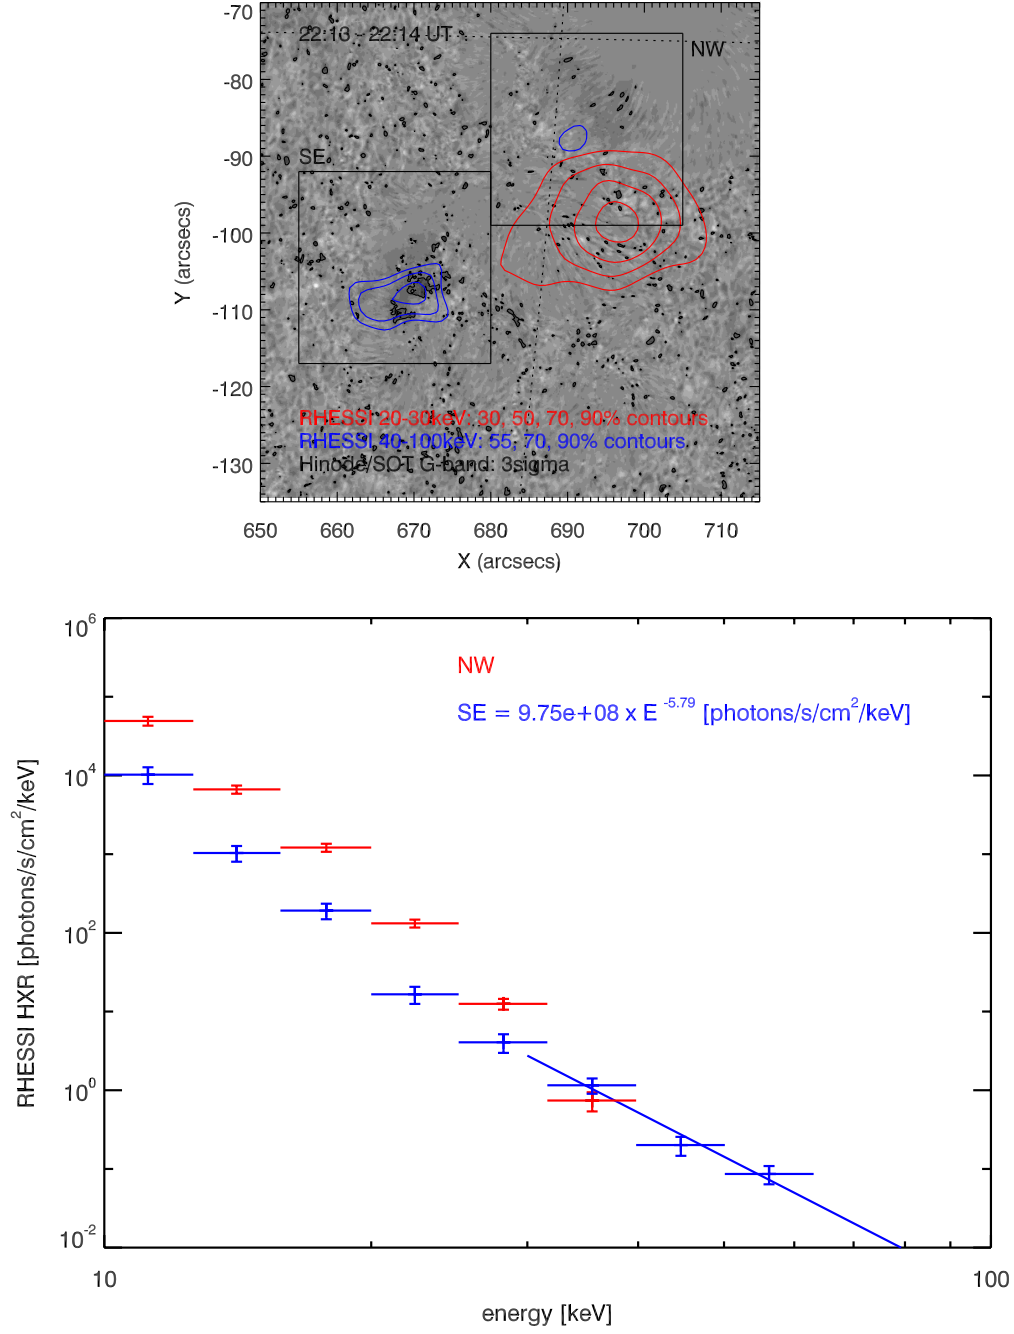 -70
22:13 - 22:14 UT
NW
-80
-90
SE
-100
Y (arcsecs)
-110
-120
RHESSI 20-30keV: 30, 50, 70, 90% contours
RHESSI 40-100keV: 55, 70, 90% contours
Hinode/SOT G-band: 3sigma
-130
650 660 670 680 690 700 710
X (arcsecs)
10^6
NW
SE = 9.75e+08 x E^-5.79 [photons/s/cm^2/keV]
10^4
10^2
10^0
10^-2
RHESSI HXR [photons/s/cm^2/keV]
10 100
energy [keV]